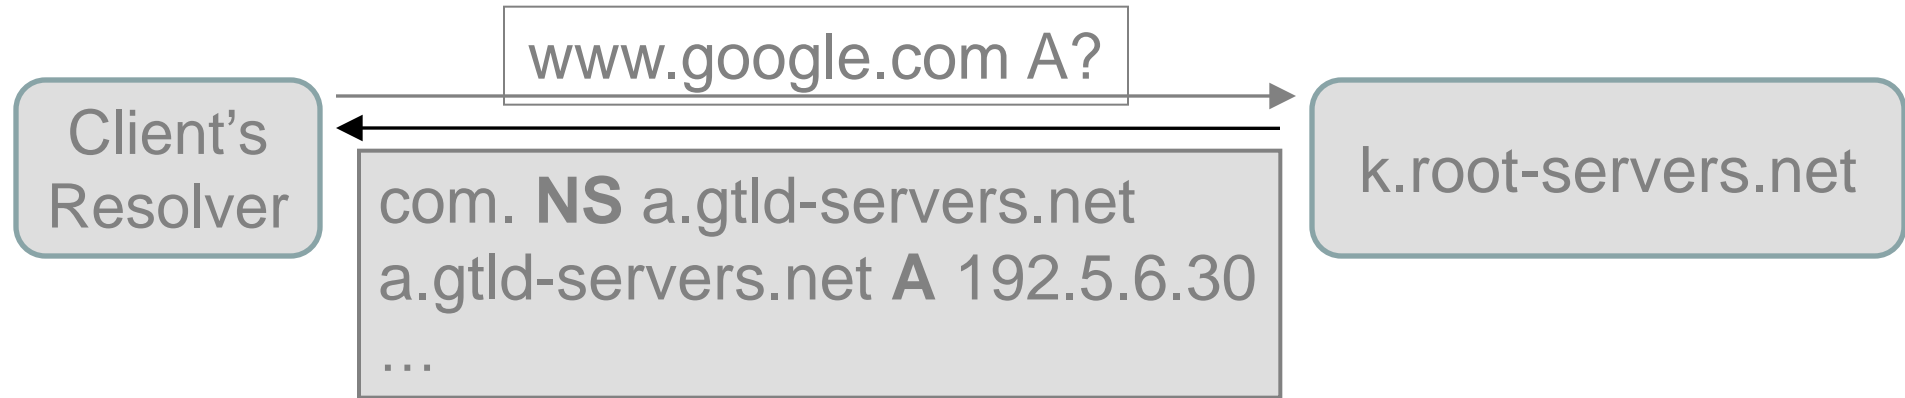 www.google.com A?
Client's
Resolver
k.root-servers.net
com. NS a.gtld-servers.net
a.gtld-servers.net A 192.5.6.30
…